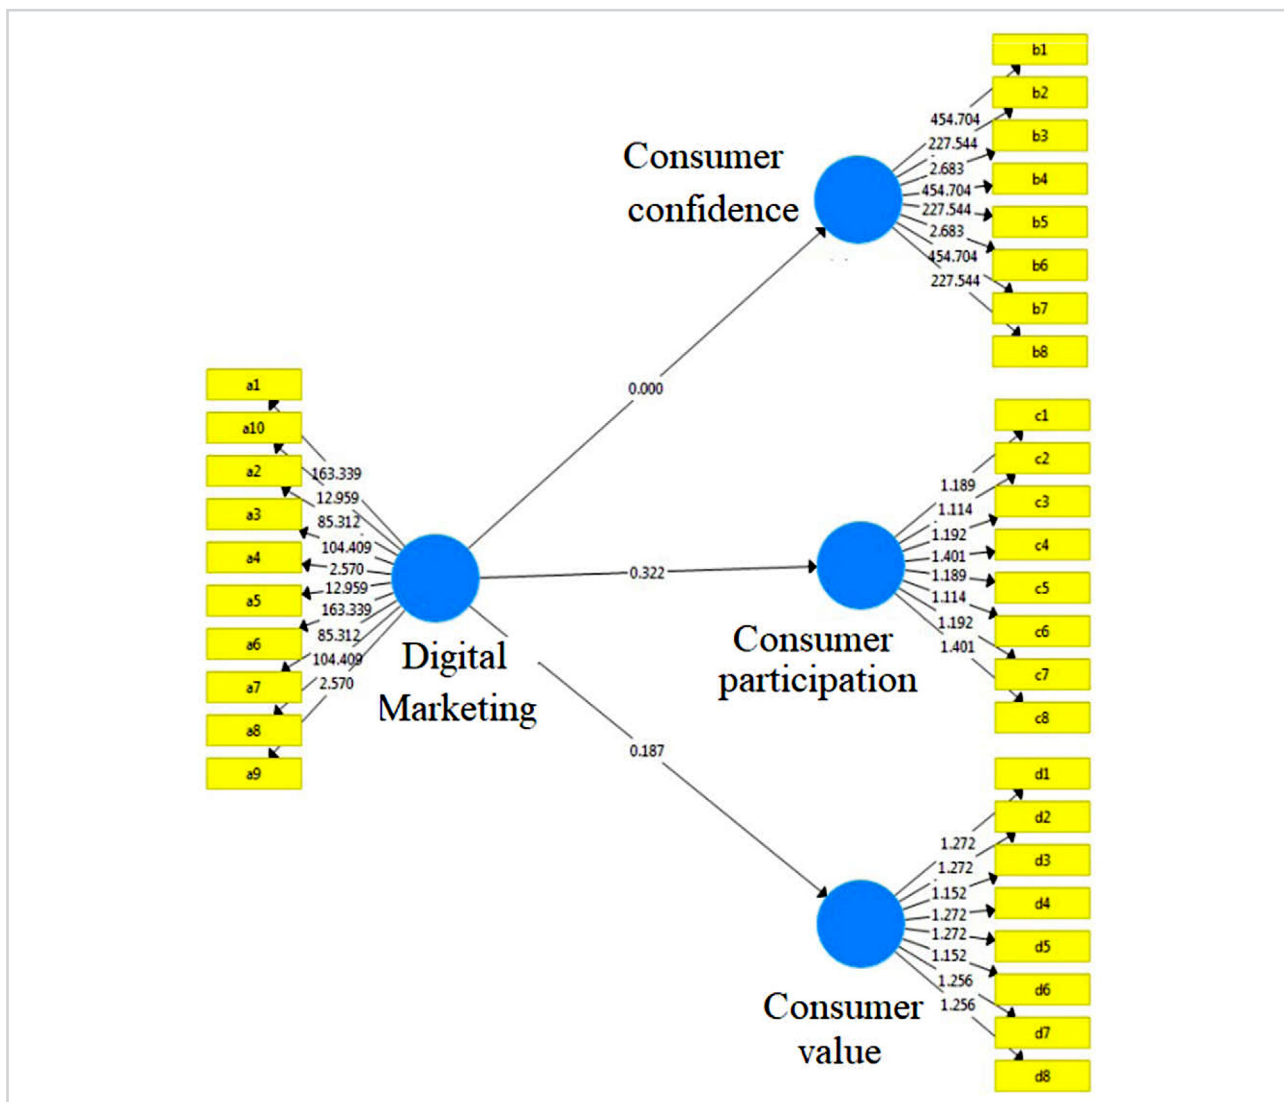 b1
b2
b3
b4
b5
b6
b7
b8
454.704
227.544
2.683
454.704
227.544
2.683
454.704
227.544
Consumer
confidence
0.000
a1
a10
a2
a3
a4
a5
a6
a7
a8
a9
163.339
12.959
85.312
104.409
2.570
12.959
163.339
85.312
104.409
2.570
Digital
Marketing
0.322
c1
c2
c3
c4
c5
c6
c7
c8
1.189
1.114
1.192
1.401
1.189
1.114
1.192
1.401
Consumer
participation
0.187
d1
d2
d3
d4
d5
d6
d7
d8
1.272
1.272
1.152
1.272
1.272
1.152
1.256
1.256
Consumer
value